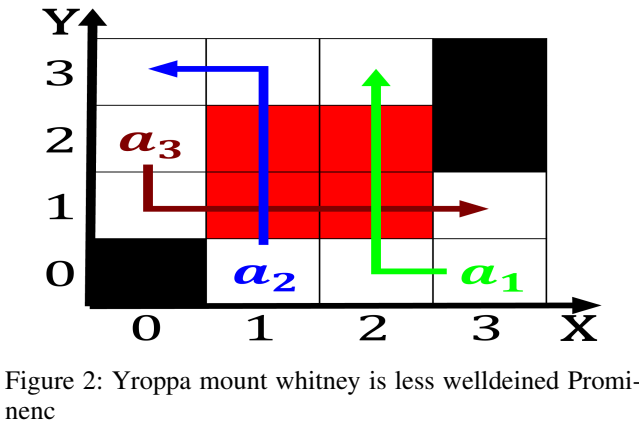 Y
3
2
1
0
a3
a2
a1
0 1 2 3 X
Figure 2: Yroppa mount whitney is less welldeined Promi-
nenc